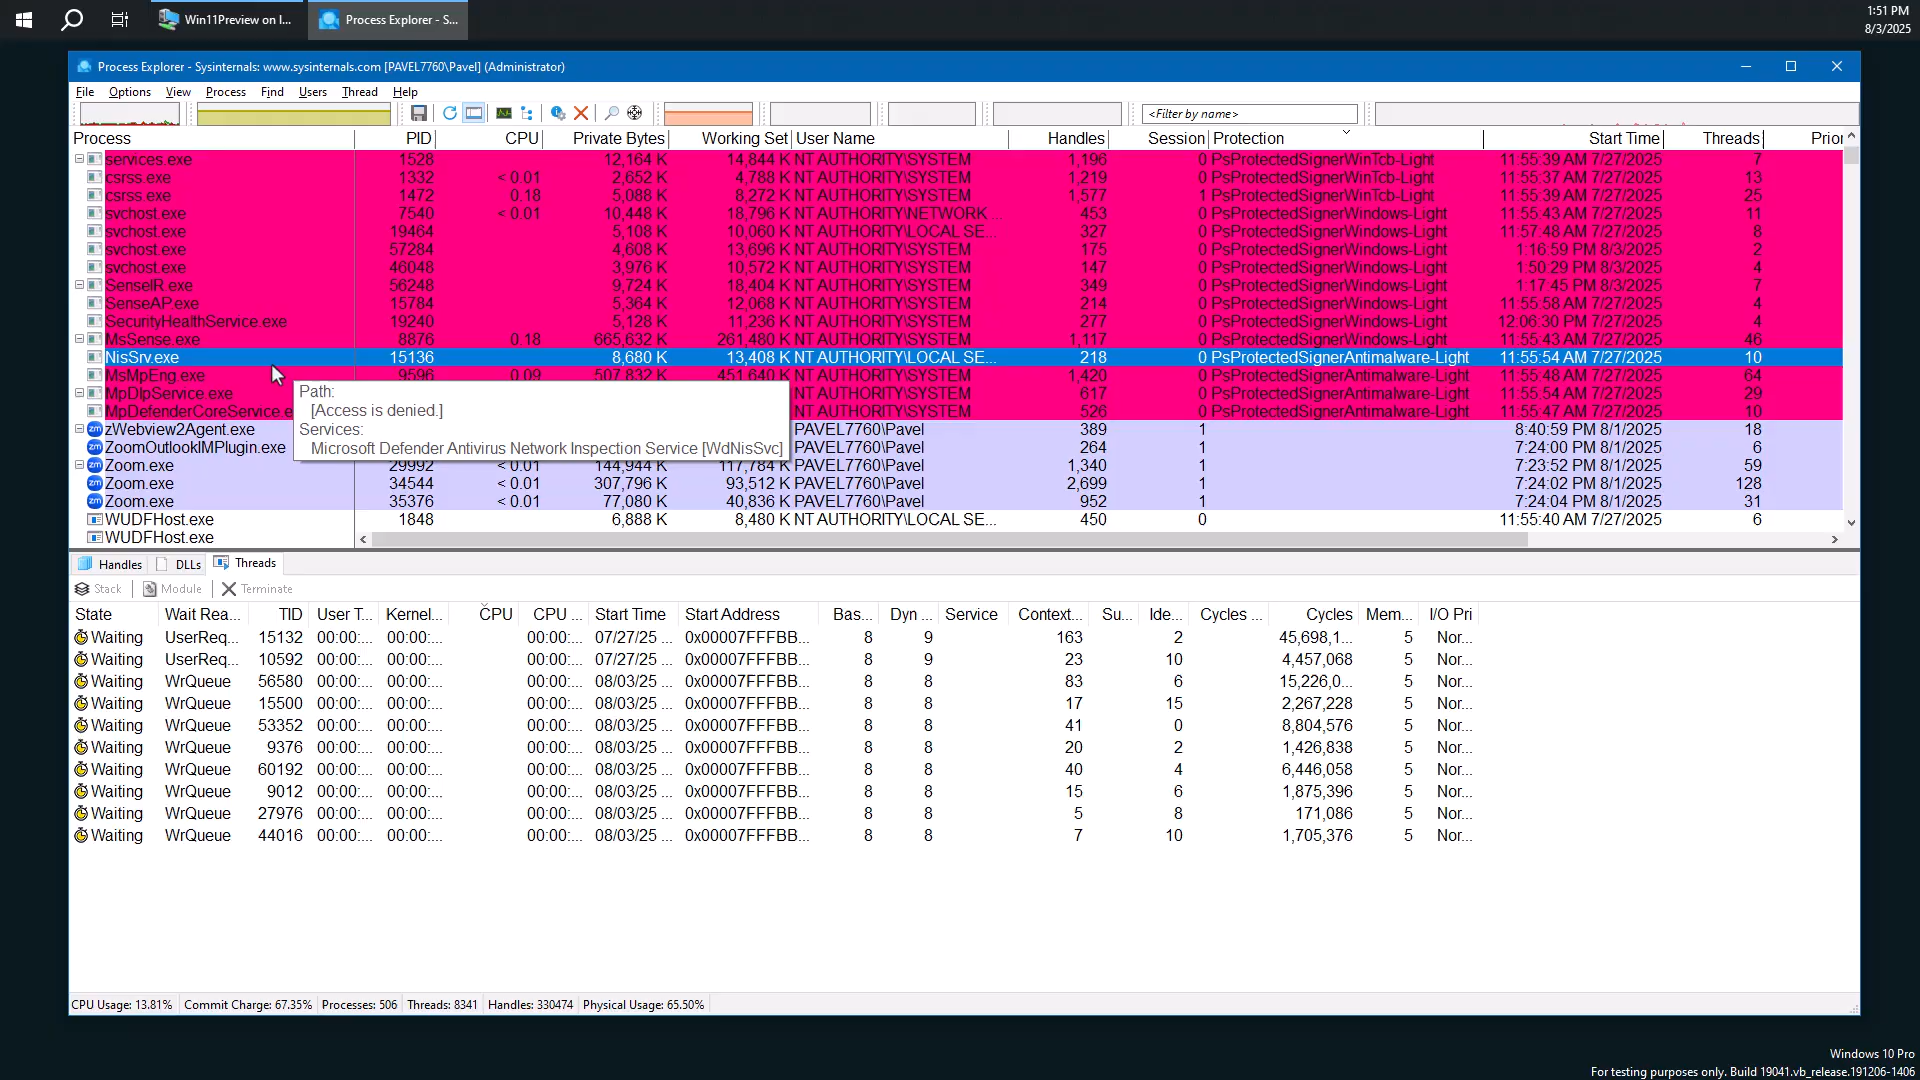 Win11Preview on l...
Process Explorer - S...
1:51 PM
8/3/2025
Process Explorer - Sysinternals: www.sysinternals.com [PAVEL7760\Pavel] (Administrator)
File Options View Process Find Users Thread Help
<Filter by name>
Process PID CPU Private Bytes Working Set User Name Handles Session Protection Start Time Threads Prior
services.exe 1528 12,164 K 14,844 K NT AUTHORITY\SYSTEM 1,196 0 PsProtectedSignerWinTcb-Light 11:55:39 AM 7/27/2025 7
csrss.exe 1332 < 0.01 2,652 K 4,788 K NT AUTHORITY\SYSTEM 1,219 0 PsProtectedSignerWinTcb-Light 11:55:37 AM 7/27/2025 13
csrss.exe 1472 0.18 5,088 K 8,272 K NT AUTHORITY\SYSTEM 1,577 1 PsProtectedSignerWinTcb-Light 11:55:39 AM 7/27/2025 25
svchost.exe 7540 < 0.01 10,448 K 18,796 K NT AUTHORITY\NETWORK ... 453 0 PsProtectedSignerWindows-Light 11:55:43 AM 7/27/2025 11
svchost.exe 19464 5,108 K 10,060 K NT AUTHORITY\LOCAL SE... 327 0 PsProtectedSignerWindows-Light 11:57:48 AM 7/27/2025 8
svchost.exe 57284 4,608 K 13,696 K NT AUTHORITY\SYSTEM 175 0 PsProtectedSignerWindows-Light 1:16:59 PM 8/3/2025 2
svchost.exe 46048 3,976 K 10,572 K NT AUTHORITY\SYSTEM 147 0 PsProtectedSignerWindows-Light 1:50:29 PM 8/3/2025 4
SenseIR.exe 56248 9,724 K 18,404 K NT AUTHORITY\SYSTEM 349 0 PsProtectedSignerWindows-Light 1:17:45 PM 8/3/2025 7
SenseAP.exe 15784 5,364 K 12,068 K NT AUTHORITY\SYSTEM 214 0 PsProtectedSignerWindows-Light 11:55:58 AM 7/27/2025 4
SecurityHealthService.exe 19240 5,128 K 11,236 K NT AUTHORITY\SYSTEM 277 0 PsProtectedSignerWindows-Light 12:06:30 PM 7/27/2025 4
MsSense.exe 8876 0.18 665,632 K 261,480 K NT AUTHORITY\SYSTEM 1,117 0 PsProtectedSignerWindows-Light 11:55:43 AM 7/27/2025 46
NisSrv.exe 15136 8,680 K 13,408 K NT AUTHORITY\LOCAL SE... 218 0 PsProtectedSignerAntimalware-Light 11:55:54 AM 7/27/2025 10
MsMpEng.exe 9596 0.09 507,832 K 451,640 K NT AUTHORITY\SYSTEM 1,420 0 PsProtectedSignerAntimalware-Light 11:55:48 AM 7/27/2025 64
MpDlpService.exe NT AUTHORITY\SYSTEM 617 0 PsProtectedSignerAntimalware-Light 11:55:54 AM 7/27/2025 29
MpDefenderCoreService.e NT AUTHORITY\SYSTEM 526 0 PsProtectedSignerAntimalware-Light 11:55:47 AM 7/27/2025 10
Path:
[Access is denied.]
Services:
Microsoft Defender Antivirus Network Inspection Service [WdNisSvc]
zWebview2Agent.exe PAVEL7760\Pavel 389 1 8:40:59 PM 8/1/2025 18
ZoomOutlookIMPlugin.exe PAVEL7760\Pavel 264 1 7:24:00 PM 8/1/2025 6
Zoom.exe 29992 < 0.01 144,944 K 117,784 K PAVEL7760\Pavel 1,340 1 7:23:52 PM 8/1/2025 59
Zoom.exe 34544 < 0.01 307,796 K 93,512 K PAVEL7760\Pavel 2,699 1 7:24:02 PM 8/1/2025 128
Zoom.exe 35376 < 0.01 77,080 K 40,836 K PAVEL7760\Pavel 952 1 7:24:04 PM 8/1/2025 31
WUDFHost.exe 1848 6,888 K 8,480 K NT AUTHORITY\LOCAL SE... 450 0 11:55:40 AM 7/27/2025 6
WUDFHost.exe
Handles DLLs Threads
Stack Module Terminate
State Wait Rea... TID User T... Kernel... CPU CPU ... Start Time Start Address Bas... Dyn ... Service Context... Su... Ide... Cycles ... Cycles Mem... I/O Pri
Waiting UserReq... 15132 00:00:... 00:00:... 00:00:... 07/27/25 ... 0x00007FFFBB... 8 9 163 2 45,698,1... 5 Nor...
Waiting UserReq... 10592 00:00:... 00:00:... 00:00:... 07/27/25 ... 0x00007FFFBB... 8 9 23 10 4,457,068 5 Nor...
Waiting WrQueue 56580 00:00:... 00:00:... 00:00:... 08/03/25 ... 0x00007FFFBB... 8 8 83 6 15,226,0... 5 Nor...
Waiting WrQueue 15500 00:00:... 00:00:... 00:00:... 08/03/25 ... 0x00007FFFBB... 8 8 17 15 2,267,228 5 Nor...
Waiting WrQueue 53352 00:00:... 00:00:... 00:00:... 08/03/25 ... 0x00007FFFBB... 8 8 41 0 8,804,576 5 Nor...
Waiting WrQueue 9376 00:00:... 00:00:... 00:00:... 08/03/25 ... 0x00007FFFBB... 8 8 20 2 1,426,838 5 Nor...
Waiting WrQueue 60192 00:00:... 00:00:... 00:00:... 08/03/25 ... 0x00007FFFBB... 8 8 40 4 6,446,058 5 Nor...
Waiting WrQueue 9012 00:00:... 00:00:... 00:00:... 08/03/25 ... 0x00007FFFBB... 8 8 15 6 1,875,396 5 Nor...
Waiting WrQueue 27976 00:00:... 00:00:... 00:00:... 08/03/25 ... 0x00007FFFBB... 8 8 5 8 171,086 5 Nor...
Waiting WrQueue 44016 00:00:... 00:00:... 00:00:... 08/03/25 ... 0x00007FFFBB... 8 8 7 10 1,705,376 5 Nor...
CPU Usage: 13.81% Commit Charge: 67.35% Processes: 506 Threads: 8341 Handles: 330474 Physical Usage: 65.50%
Windows 10 Pro
For testing purposes only. Build 19041.vb_release.191206-1406